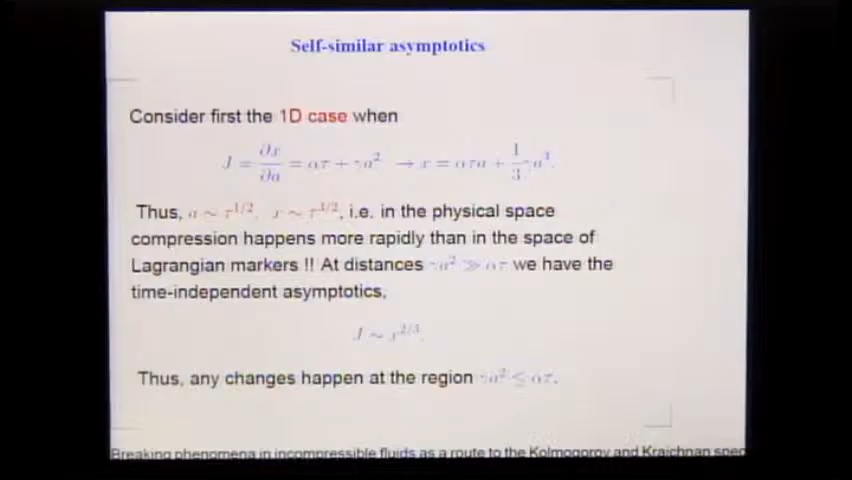 Self-similar asymptotics
Consider first the 1D case when
J = ∂x/∂a = ατ + γa² → x = ατa + 1/3 γa³.
Thus, a ~ τ^1/2, x ~ τ^3/2, i.e. in the physical space
compression happens more rapidly than in the space of
Lagrangian markers !! At distances γa² ≫ ατ we have the
time-independent asymptotics,
J ~ x^2/3.
Thus, any changes happen at the region γa² ≤ ατ.
Breaking phenomena in incompressible fluids as a route to the Kolmogorov and Kraichnan spec